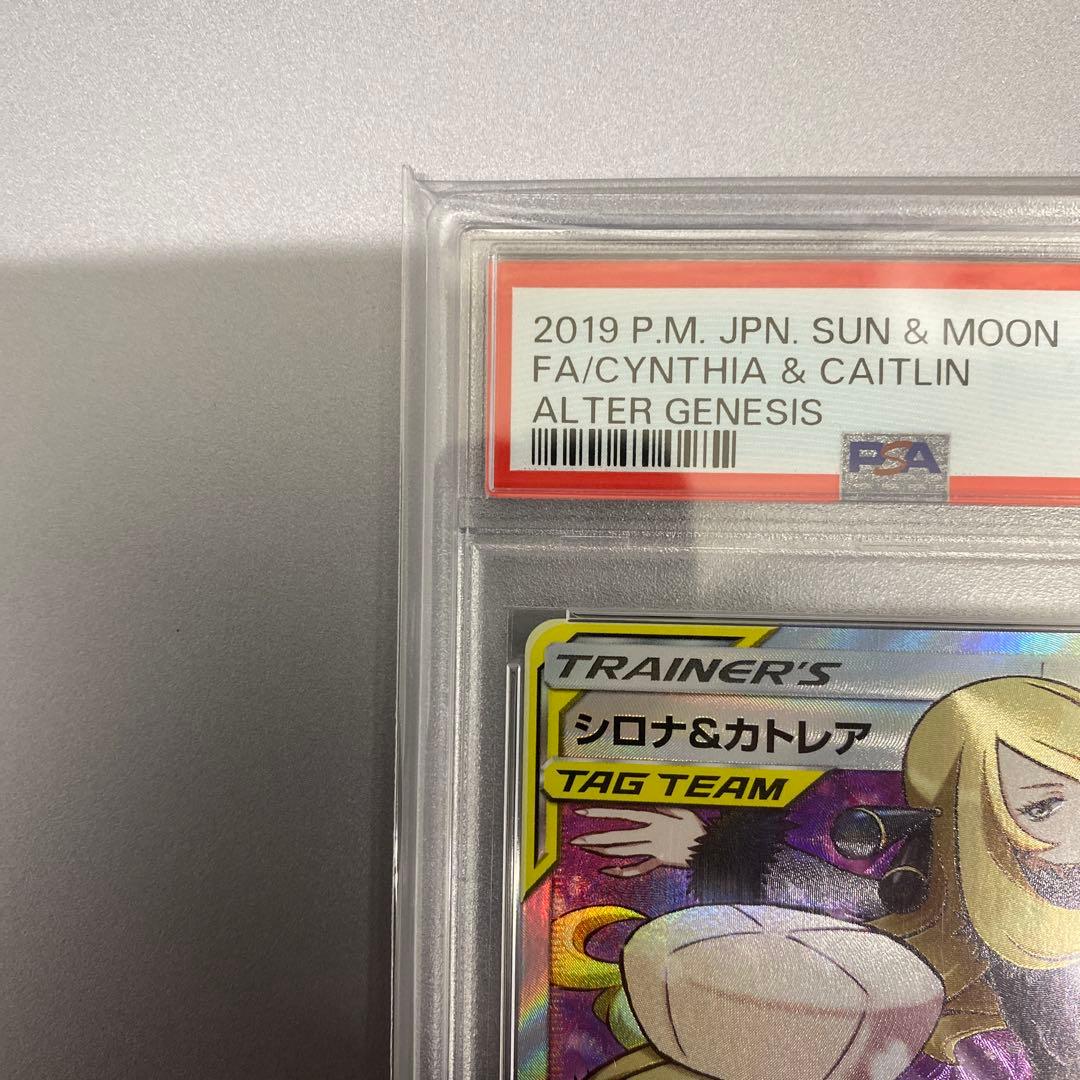 2019 P.M. JPN. SUN & MOON
FA/CYNTHIA & CAITLIN
ALTER GENESIS
PSA
TRAINER'S
シロナ&カトレア
TAG TEAM